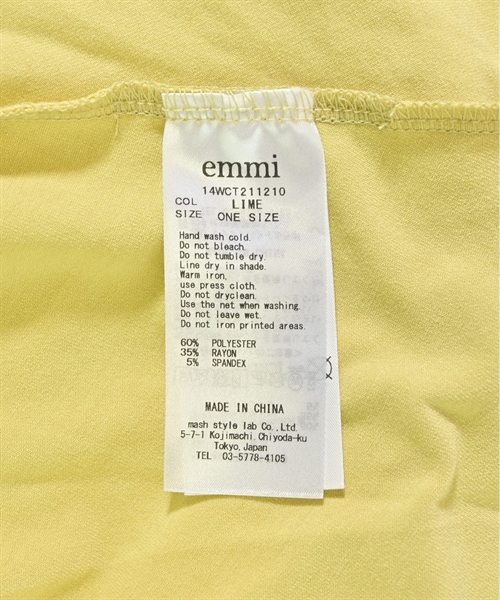 emmi
14WCT211210
COL LIME
SIZE ONE SIZE
Hand wash cold.
Do not bleach.
Do not tumble dry.
Line dry in shade.
Warm iron,
use press cloth.
Do not dryclean.
Use the net when washing.
Do not leave wet.
Do not iron printed areas.
60% POLYESTER
35% RAYON
5% SPANDEX
MADE IN CHINA
mash style lab Co.,Ltd.
5-7-1 Kojimachi,Chiyoda-ku
Tokyo,Japan
TEL 03-5778-4105